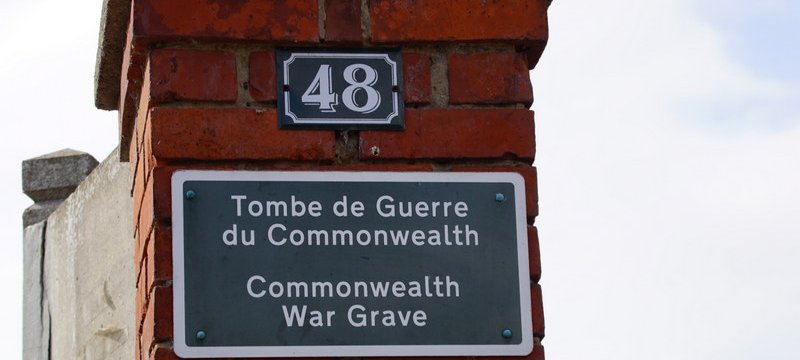 48
Tombe de Guerre
du Commonwealth
Commonwealth
War Grave